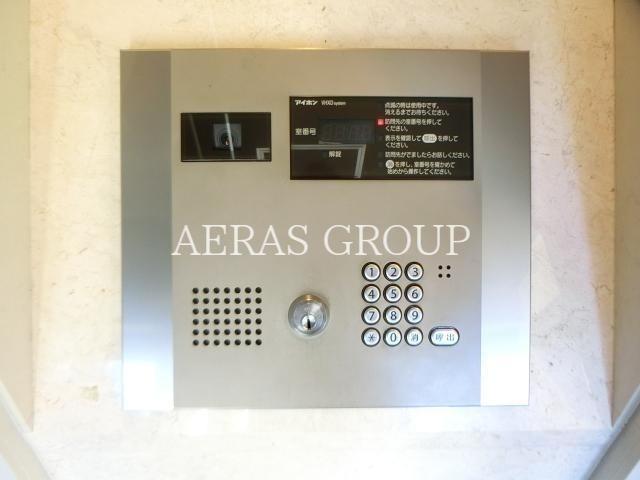 アイホン VHXD system
室番号
解錠
点滅の時は使用中です。
消えるまでお待ちください。
訪問先の室番号を押して
ください。
表示を確認して 呼出 を押して
ください。
訪問先がでましたらお話しください。
消 を押し、室番号を確かめて
始めから操作してください。
AERAS GROUP
1 2 3
4 5 6
7 8 9
* 0 消 呼出